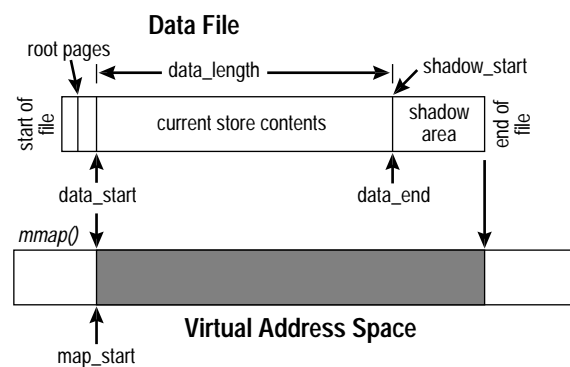 Data File
root pages
data_length
shadow_start
start of
file
current store contents
shadow
area
end of
file
data_start
data_end
mmap()
Virtual Address Space
map_start